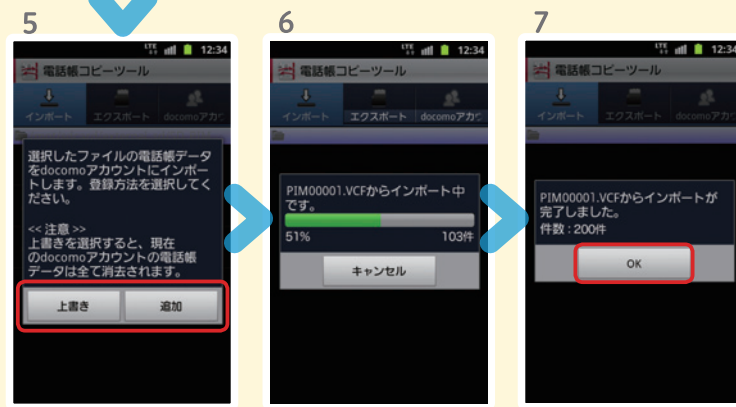 5
LTE
12:34
電話帳コピーツール
インポート
エクスポート
docomoアカウ
選択したファイルの電話帳データ
をdocomoアカウントにインポー
トします。登録方法を選択してく
ださい。
<< 注意 >>
上書きを選択すると、現在
のdocomoアカウントの電話帳
データは全て消去されます。
上書き
追加
6
LTE
12:34
電話帳コピーツール
インポート
エクスポート
docomoアカウ
PIM00001.VCFからインポート中
です。
51%
103件
キャンセル
7
LTE
12:34
電話帳コピーツール
インポート
エクスポート
docomoアカウ
PIM00001.VCFからインポートが
完了しました。
件数:200件
OK